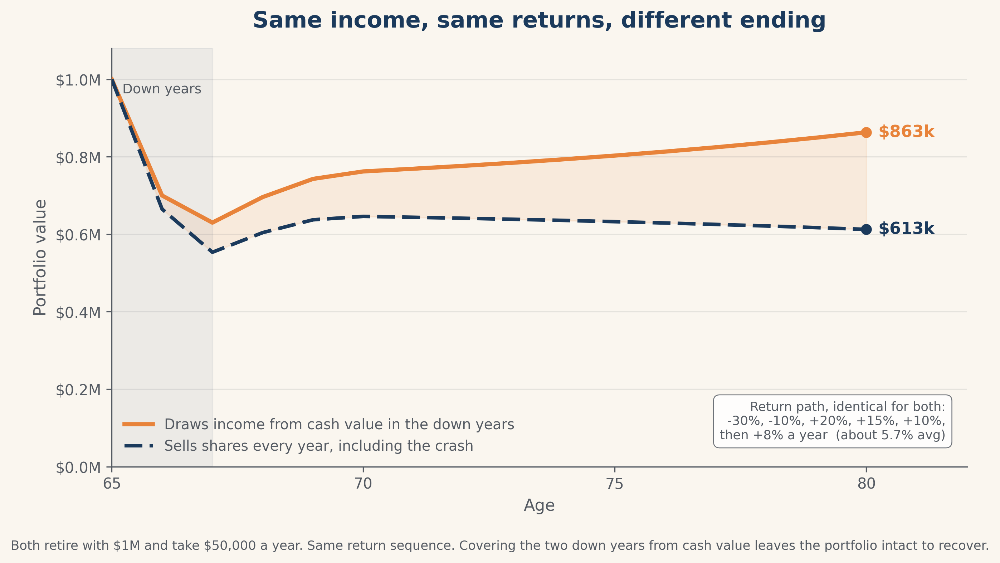 Same income, same returns, different ending
Down years
$1.0M
$0.8M
$0.6M
$0.4M
$0.2M
$0.0M
Portfolio value
$863k
$613k
Draws income from cash value in the down years
Sells shares every year, including the crash
Return path, identical for both:
-30%, -10%, +20%, +15%, +10%,
then +8% a year (about 5.7% avg)
65
70
75
80
Age
Both retire with $1M and take $50,000 a year. Same return sequence. Covering the two down years from cash value leaves the portfolio intact to recover.